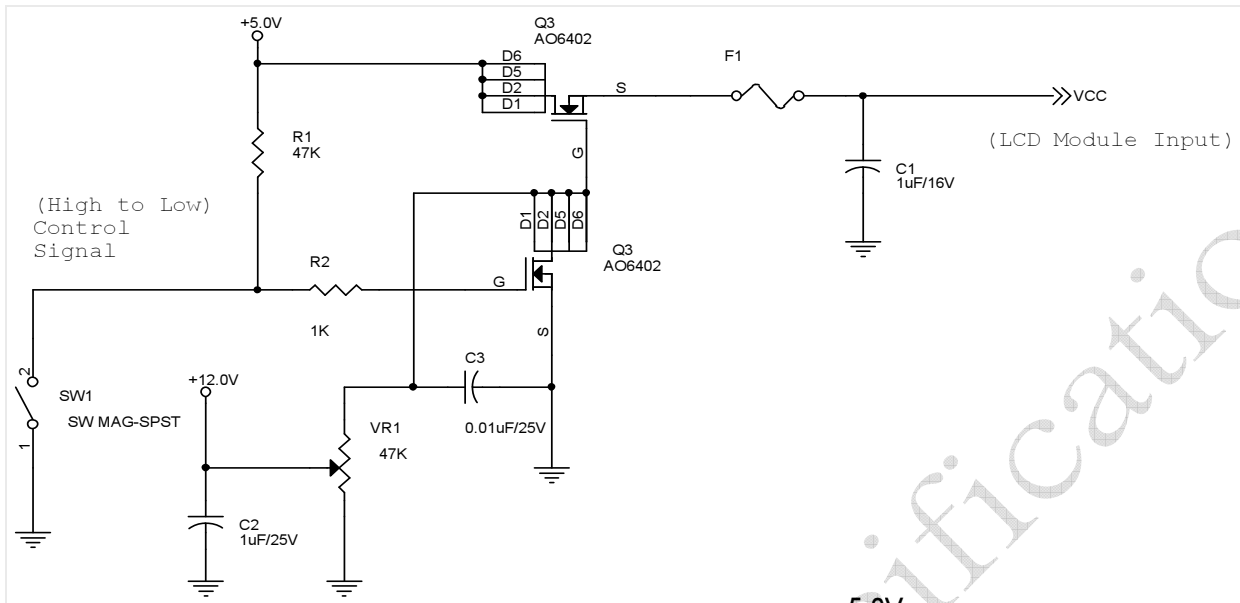 +5.0V
Q3
AO6402
D6
D5
D2
D1
S
G
F1
VCC
(LCD Module Input)
R1
47K
C1
1uF/16V
(High to Low)
Control
Signal
D1
D2
D5
D6
Q3
AO6402
R2
1K
G
S
C3
0.01uF/25V
2
1
SW1
SW MAG-SPST
+12.0V
VR1
47K
C2
1uF/25V